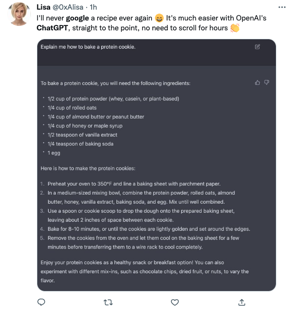 Lisa @OxAlisa · 1h
I'll never google a recipe ever again 😄 It's much easier with OpenAI's
ChatGPT, straight to the point, no need to scroll for hours 👏
Explain me how to bake a protein cookie.
To bake a protein cookie, you will need the following ingredients:
* 1/2 cup of protein powder (whey, casein, or plant-based)
* 1/4 cup of rolled oats
* 1/4 cup of almond butter or peanut butter
* 1/4 cup of honey or maple syrup
* 1/2 teaspoon of vanilla extract
* 1/4 teaspoon of baking soda
* 1 egg
Here is how to make the protein cookies:
1. Preheat your oven to 350°F and line a baking sheet with parchment paper.
2. In a medium-sized mixing bowl, combine the protein powder, rolled oats, almond
butter, honey, vanilla extract, baking soda, and egg. Mix until well combined.
3. Use a spoon or cookie scoop to drop the dough onto the prepared baking sheet,
leaving about 2 inches of space between each cookie.
4. Bake for 8-10 minutes, or until the cookies are lightly golden and set around the edges.
5. Remove the cookies from the oven and let them cool on the baking sheet for a few
minutes before transferring them to a wire rack to cool completely.
Enjoy your protein cookies as a healthy snack or breakfast option! You can also
experiment with different mix-ins, such as chocolate chips, dried fruit, or nuts, to vary the
flavor.